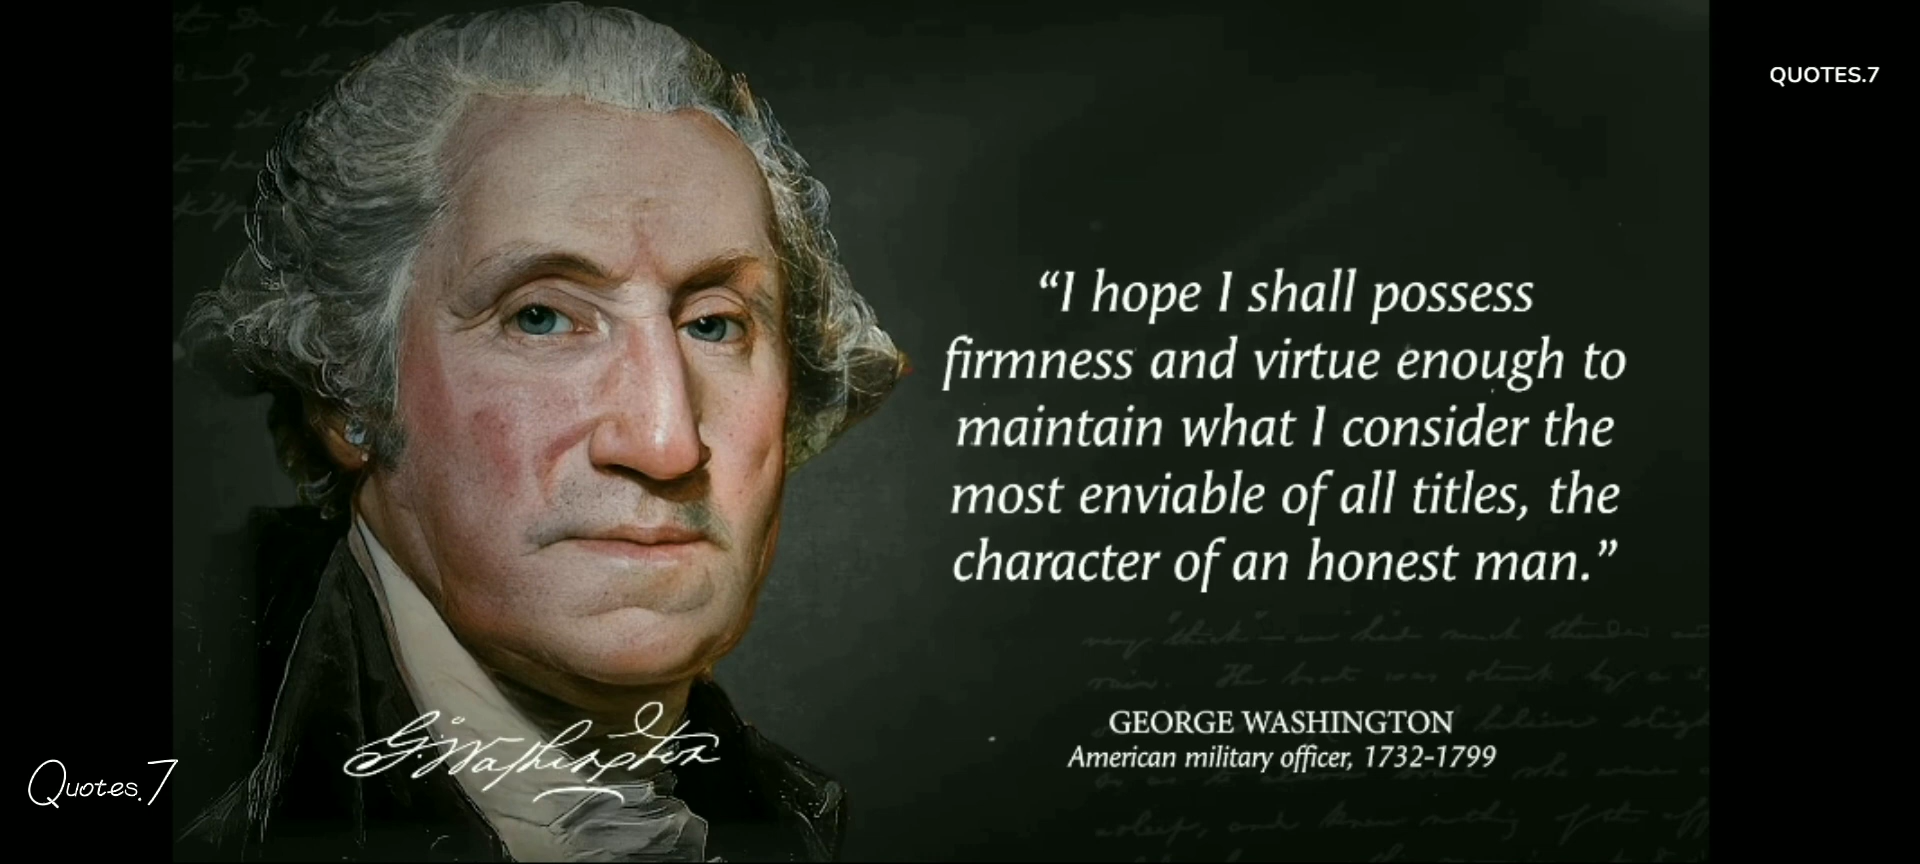 QUOTES.7
“I hope I shall possess
firmness and virtue enough to
maintain what I consider the
most enviable of all titles, the
character of an honest man.”
GEORGE WASHINGTON
American military officer, 1732-1799
G. Washington
Quotes.7